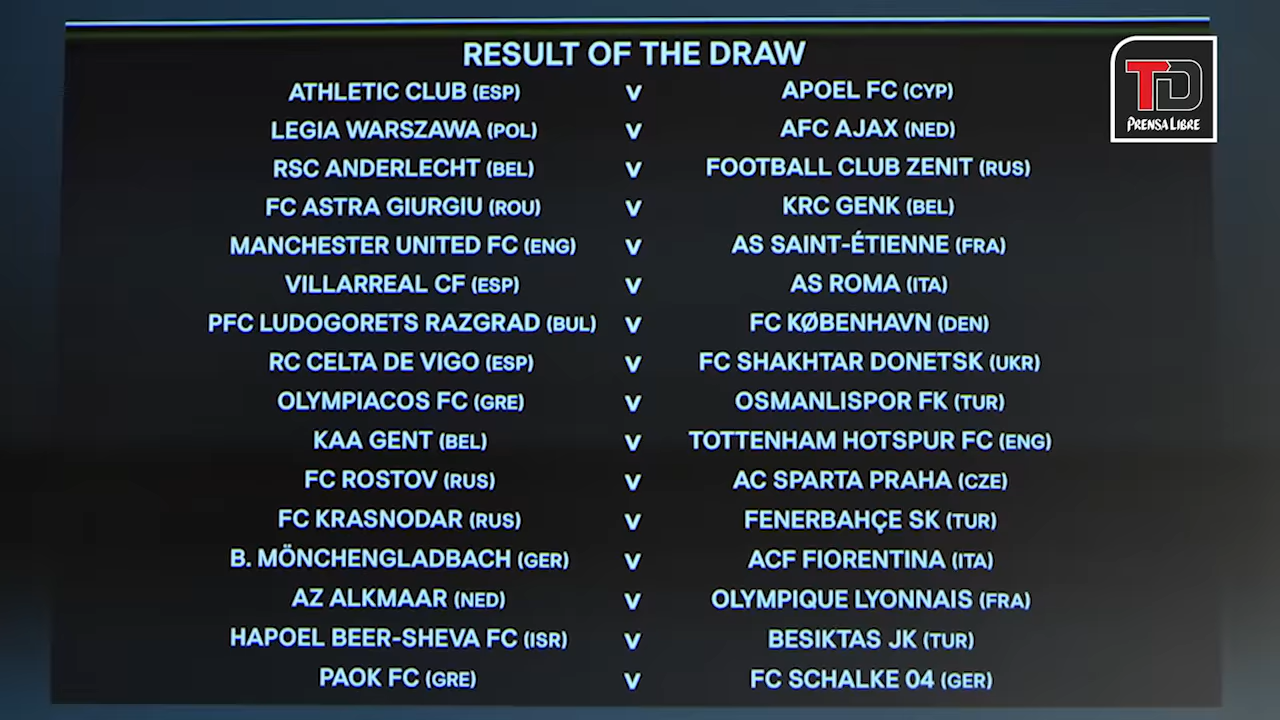 RESULT OF THE DRAW
ATHLETIC CLUB (ESP) V APOEL FC (CYP)
LEGIA WARSZAWA (POL) V AFC AJAX (NED)
RSC ANDERLECHT (BEL) V FOOTBALL CLUB ZENIT (RUS)
FC ASTRA GIURGIU (ROU) V KRC GENK (BEL)
MANCHESTER UNITED FC (ENG) V AS SAINT-ÉTIENNE (FRA)
VILLARREAL CF (ESP) V AS ROMA (ITA)
PFC LUDOGORETS RAZGRAD (BUL) V FC KØBENHAVN (DEN)
RC CELTA DE VIGO (ESP) V FC SHAKHTAR DONETSK (UKR)
OLYMPIACOS FC (GRE) V OSMANLISPOR FK (TUR)
KAA GENT (BEL) V TOTTENHAM HOTSPUR FC (ENG)
FC ROSTOV (RUS) V AC SPARTA PRAHA (CZE)
FC KRASNODAR (RUS) V FENERBAHÇE SK (TUR)
B. MÖNCHENGLADBACH (GER) V ACF FIORENTINA (ITA)
AZ ALKMAAR (NED) V OLYMPIQUE LYONNAIS (FRA)
HAPOEL BEER-SHEVA FC (ISR) V BESIKTAS JK (TUR)
PAOK FC (GRE) V FC SCHALKE 04 (GER)
TD
PRENSA LIBRE